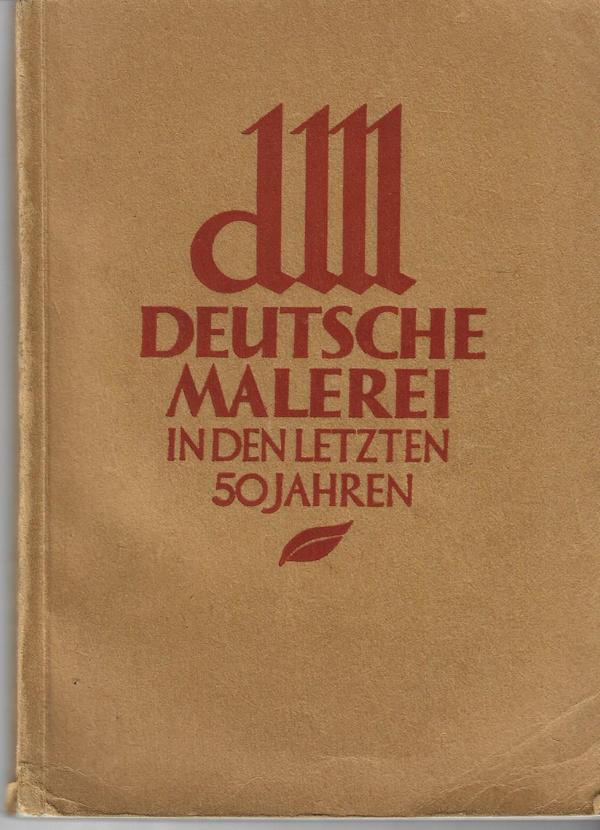 dm
DEUTSCHE
MALEREI
IN DEN LETZTEN
50 JAHREN